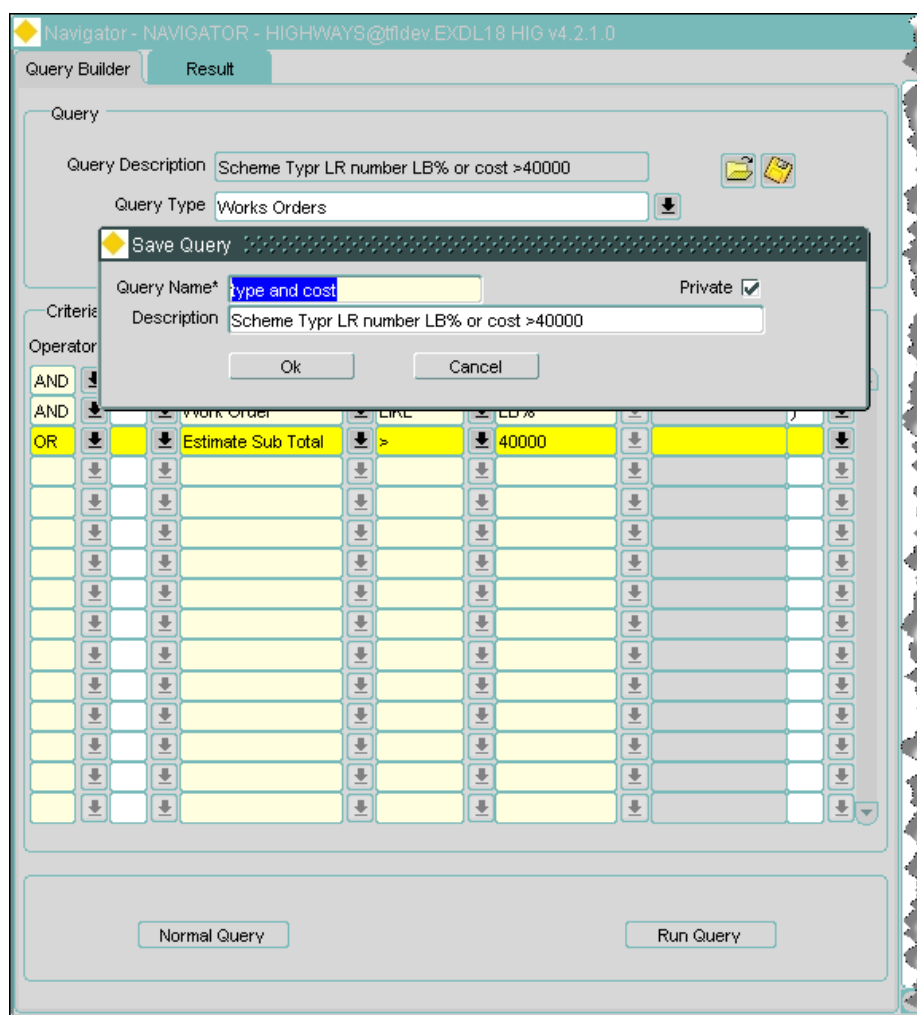 Navigator - NAVIGATOR - HIGHWAYS@tfldev.EXDL18 HIG v4.2.1.0
Query Builder Result
Query
Query Description Scheme Typr LR number LB% or cost >40000
Query Type Works Orders
Save Query
Query Name* type and cost Private
Description Scheme Typr LR number LB% or cost >40000
Ok Cancel
Criteria
Operator
AND
AND Work Order LIKE LB% )
OR Estimate Sub Total > 40000
Normal Query Run Query